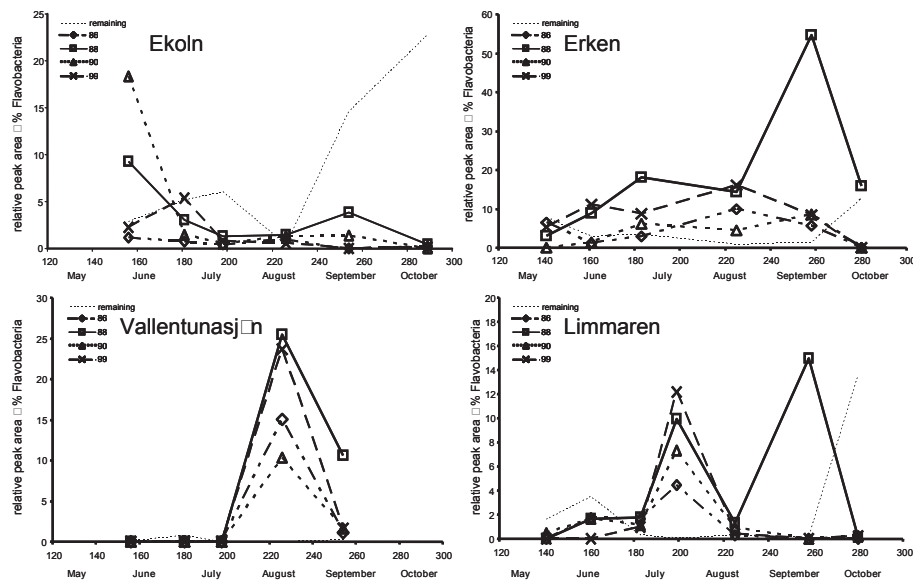 Ekoln
remaining
86
88
90
99
relative peak area □ % Flavobacteria
25
20
15
10
5
0
120 140 160 180 200 220 240 260 280 300
May June July August September October
Erken
remaining
86
88
90
99
relative peak area □ % Flavobacteria
60
50
40
30
20
10
0
120 140 160 180 200 220 240 260 280 300
May June July August September October
Vallentunasj□n
remaining
86
88
90
99
relative peak area □ % Flavobacteria
30
25
20
15
10
5
0
120 140 160 180 200 220 240 260 280 300
May June July August September October
Limmaren
remaining
86
88
90
99
relative peak area □ % Flavobacteria
20
18
16
14
12
10
8
6
4
2
0
120 140 160 180 200 220 240 260 280 300
May June July August September October